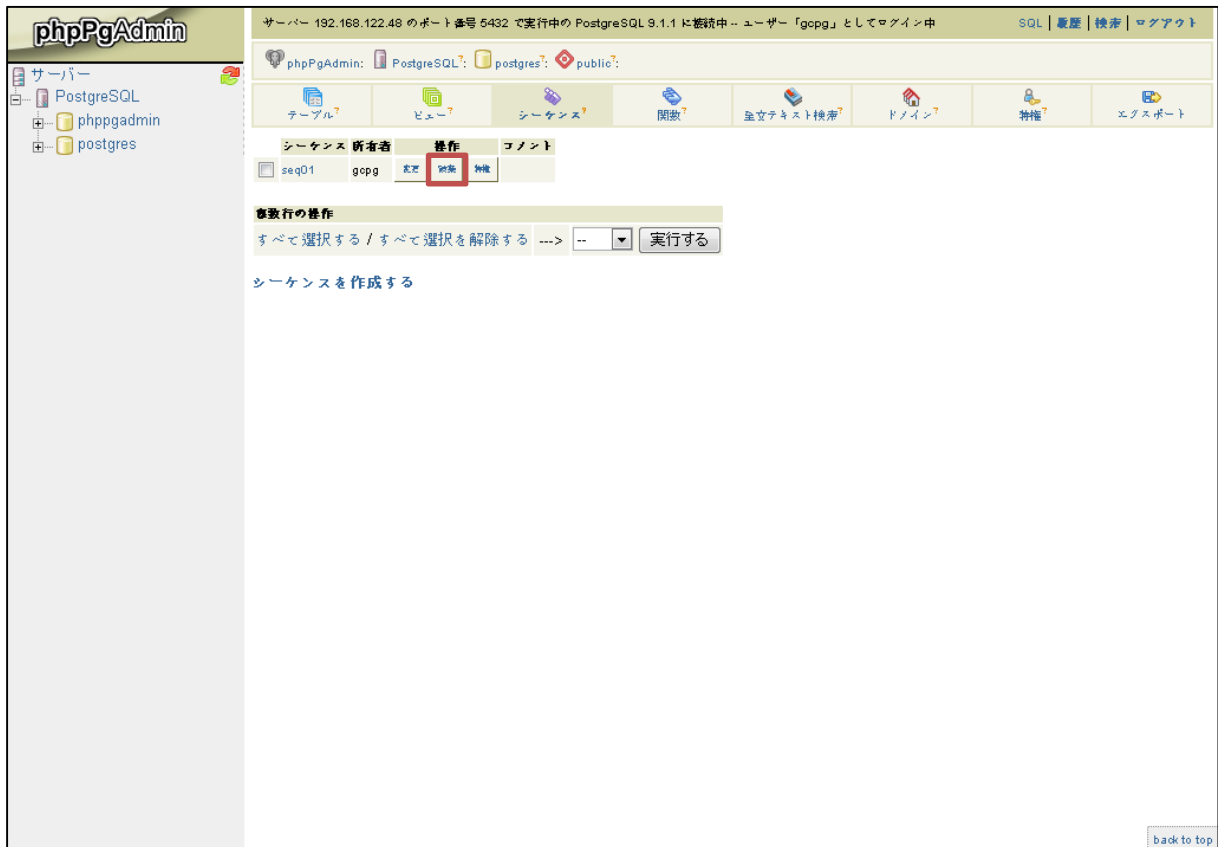 phpPgAdmin
サーバー 192.168.122.48 のポート番号 5432 で実行中の PostgreSQL 9.1.1 に接続中 -- ユーザー「gcpg」としてログイン中
SQL | 履歴 | 検索 | ログアウト
phpPgAdmin: PostgreSQL?: postgres?: public?:
サーバー
PostgreSQL
phppgadmin
postgres
テーブル? ビュー? シーケンス? 関数? 全文テキスト検索? ドメイン? 特権? エクスポート
シーケンス 所有者 操作 コメント
seq01 gcpg 変更 破棄 特権
複数行の操作
すべて選択する / すべて選択を解除する ---> -- 実行する
シーケンスを作成する
back to top